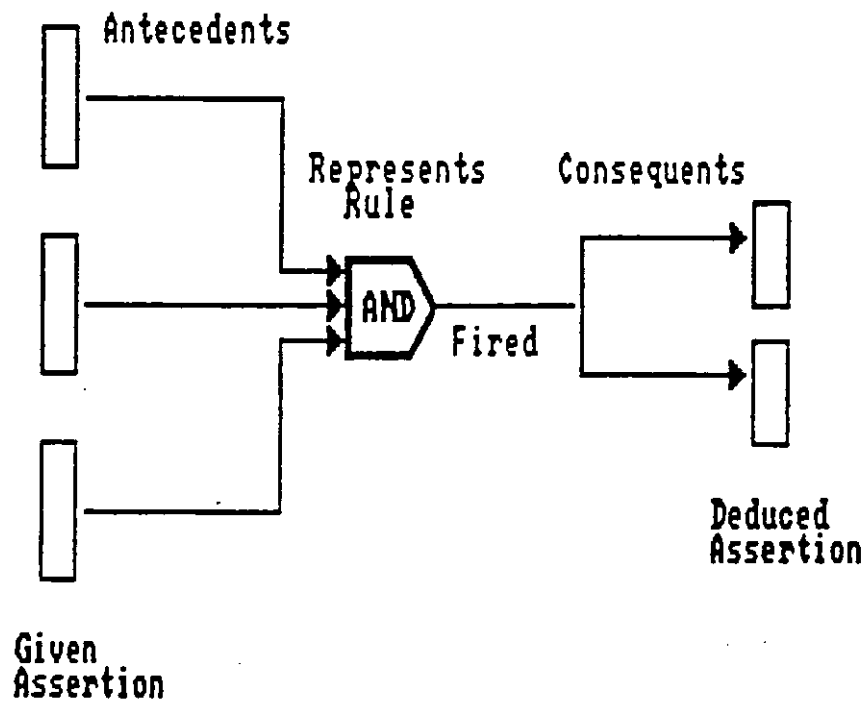 Antecedents
Represents
Rule
Consequents
AND
Fired
Deduced
Assertion
Given
Assertion